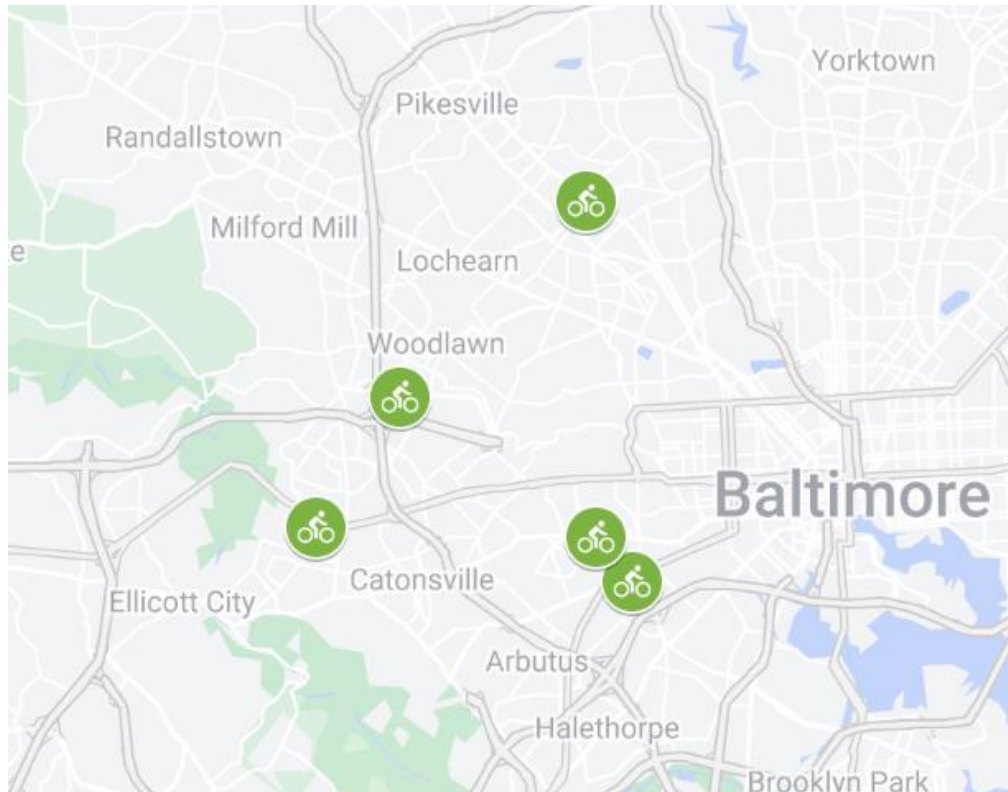 Yorktown
Pikesville
Randallstown
Milford Mill
e
Lochearn
Woodlawn
Baltimore
Catonsville
Ellicott City
Arbutus
Halethorpe
Brooklyn Park